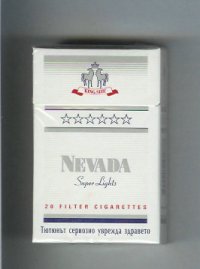 KING SIZE
NEVADA
Super Lights
20 FILTER CIGARETTES
Тютюнът сериозно уврежда здравето